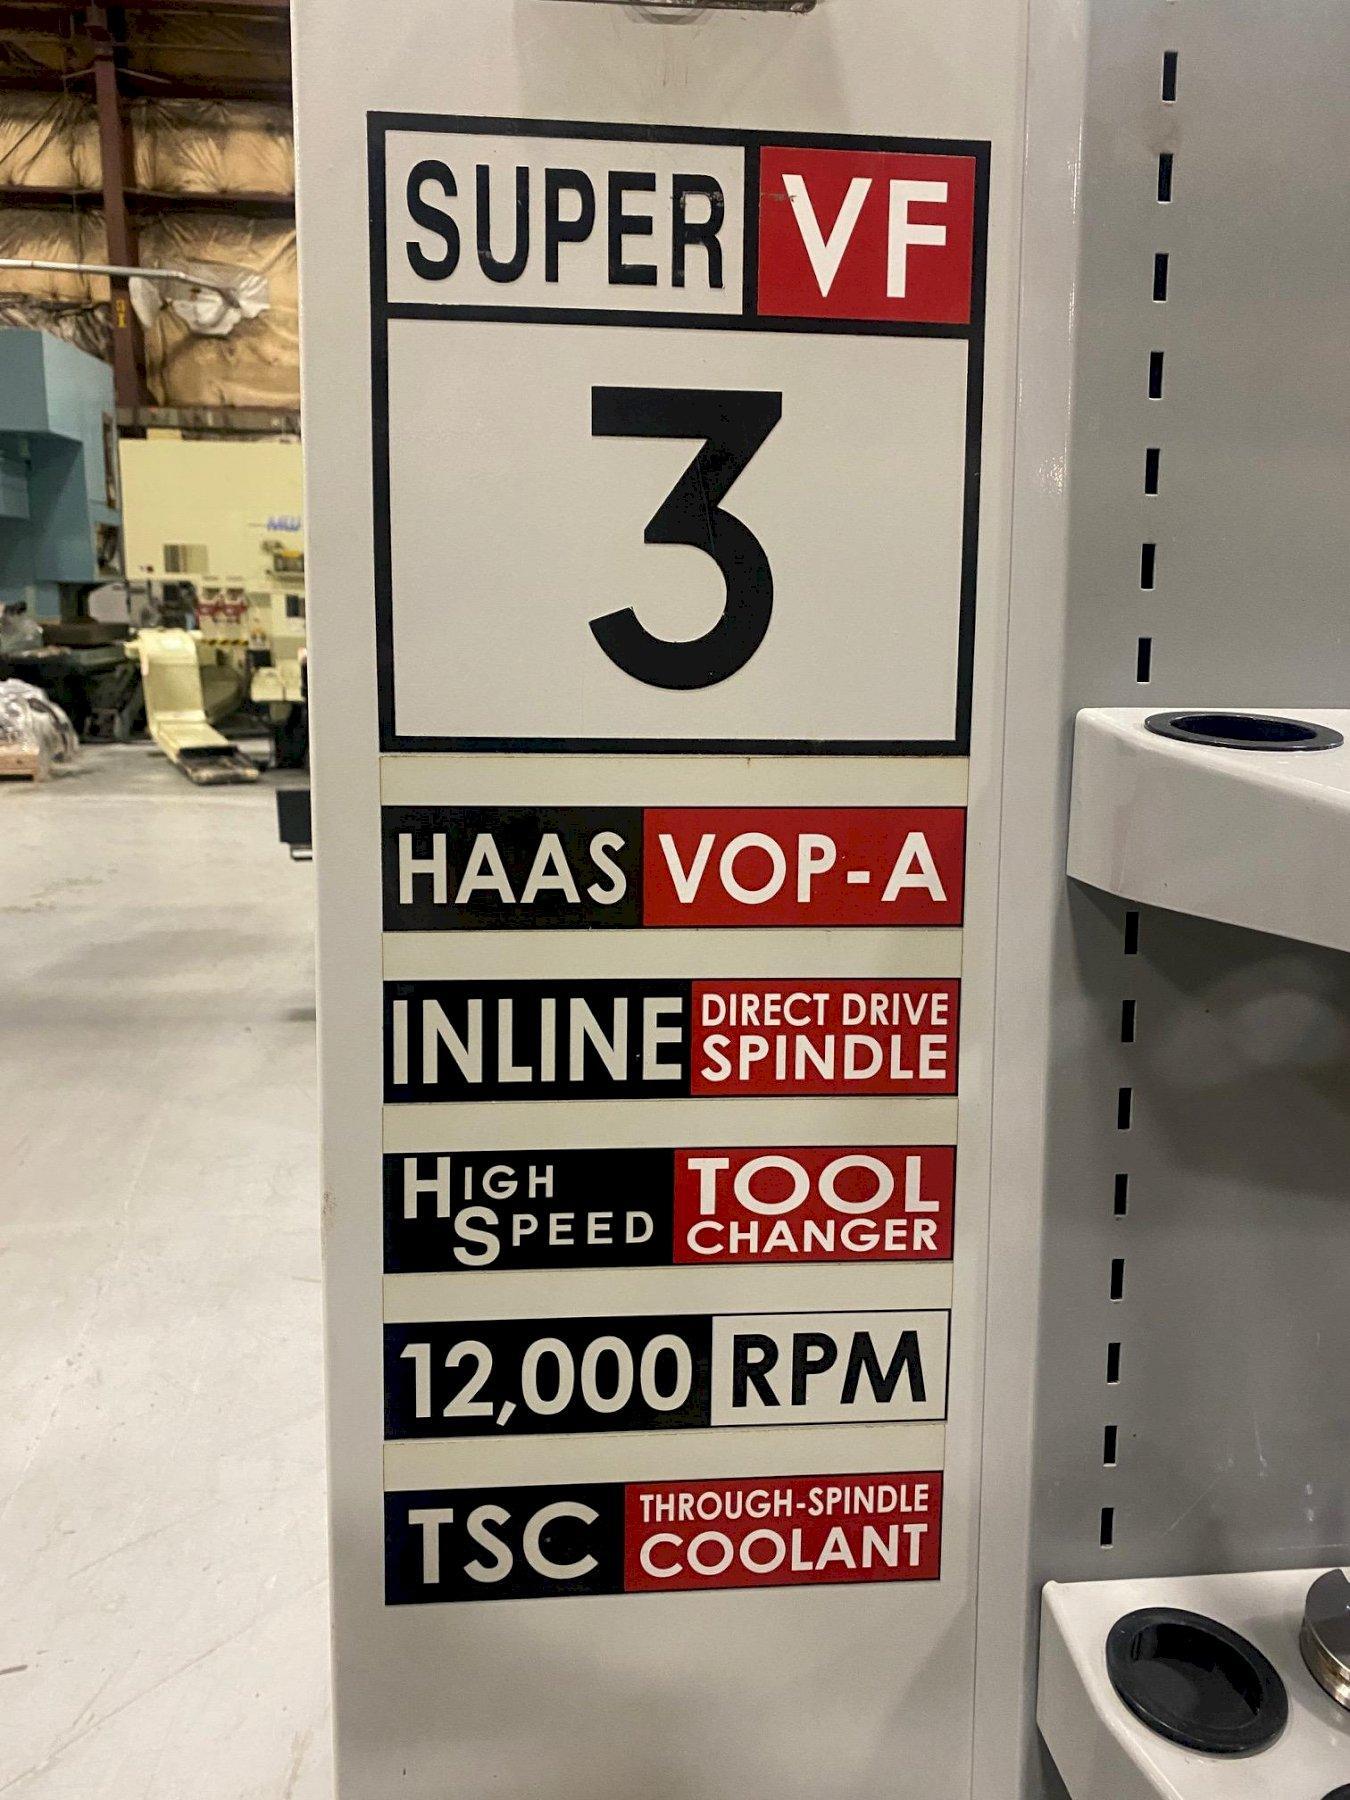 SUPER VF
3
HAAS VOP-A
INLINE DIRECT DRIVE SPINDLE
HIGH SPEED TOOL CHANGER
12,000 RPM
TSC THROUGH-SPINDLE COOLANT